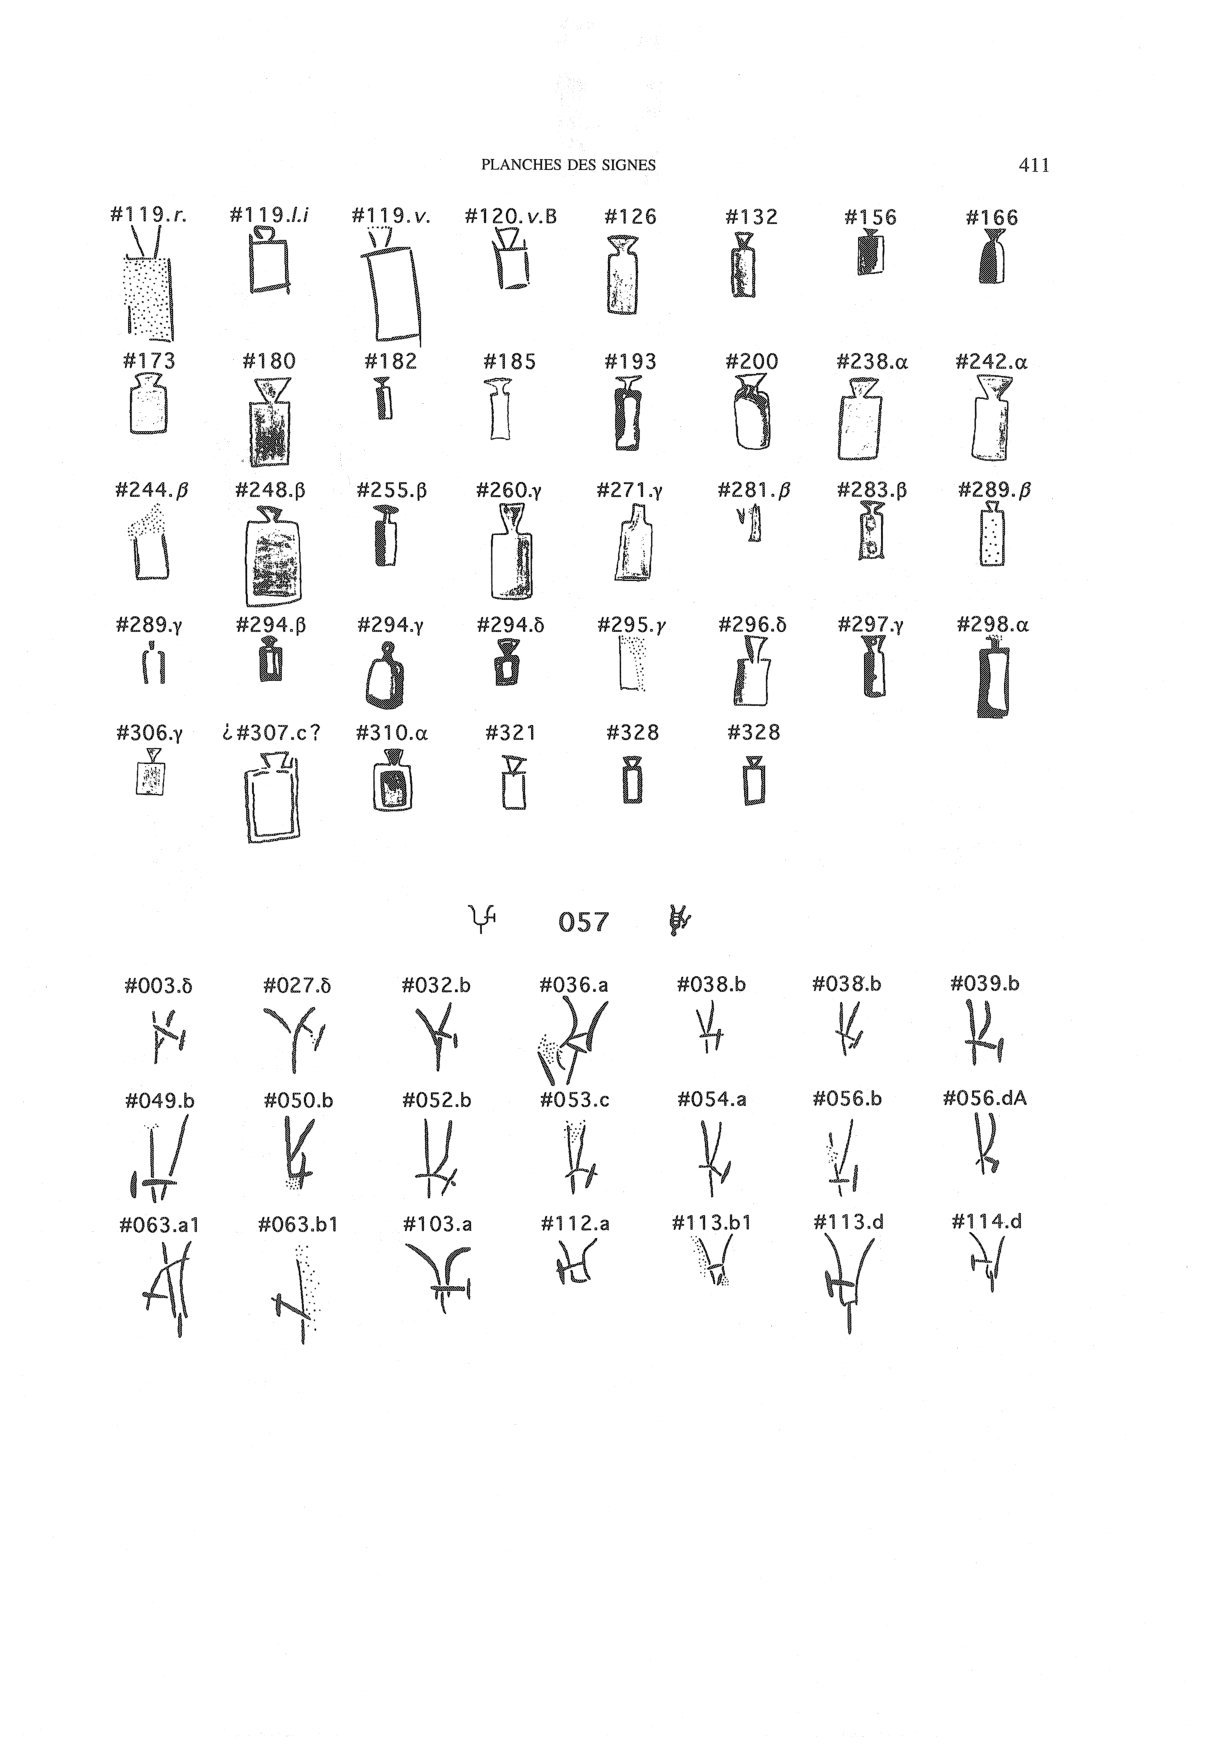 PLANCHES DES SIGNES 411
#119.r. #119.l.i #119.v. #120.v.B #126 #132 #156 #166
#173 #180 #182 #185 #193 #200 #238.α #242.α
#244.β #248.β #255.β #260.γ #271.γ #281.β #283.β #289.β
#289.γ #294.β #294.γ #294.δ #295.γ #296.δ #297.γ #298.α
#306.γ ¿#307.c? #310.α #321 #328 #328
057
#003.δ #027.δ #032.b #036.a #038.b #038.b #039.b
#049.b #050.b #052.b #053.c #054.a #056.b #056.dA
#063.a1 #063.b1 #103.a #112.a #113.b1 #113.d #114.d